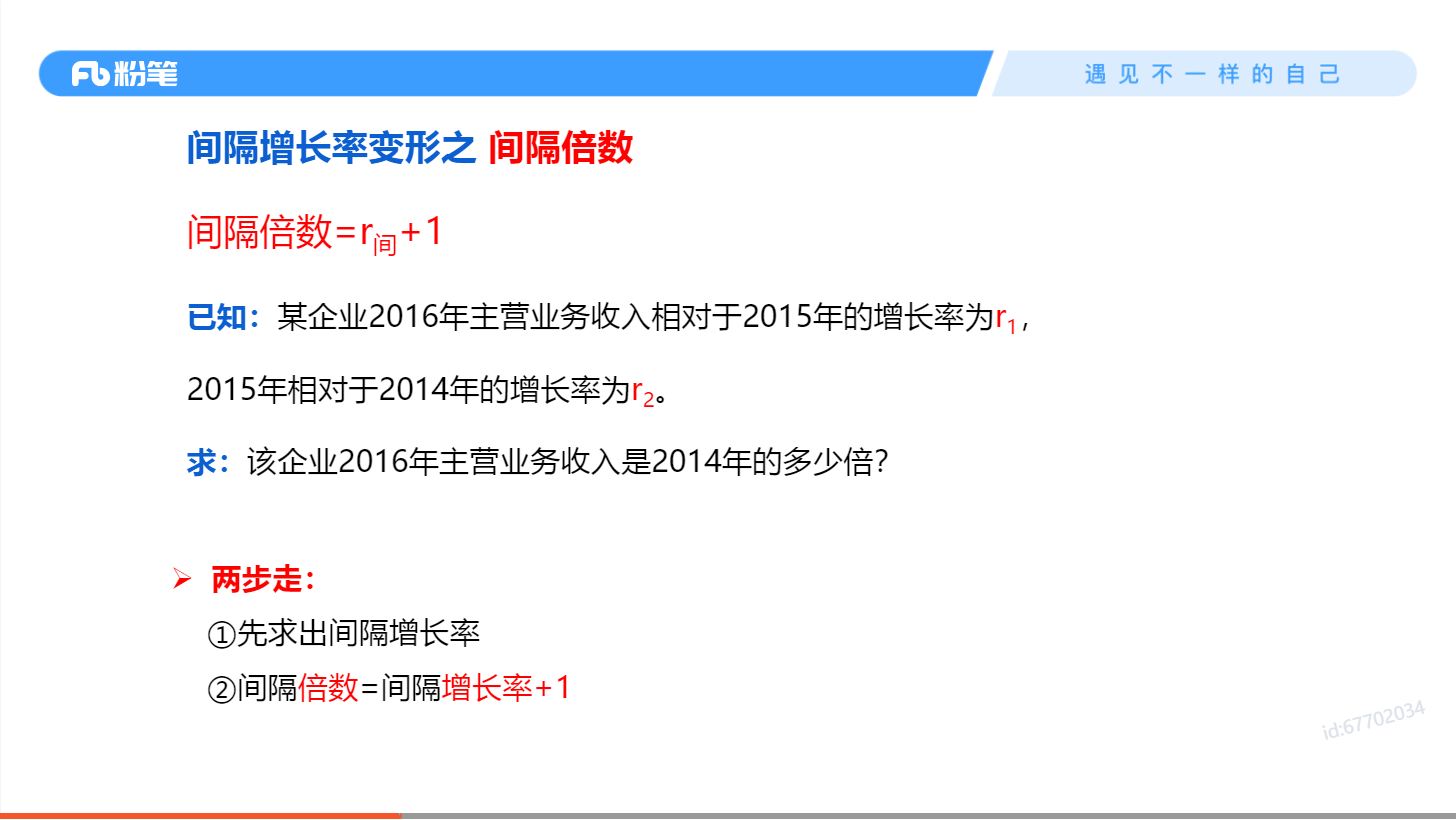 粉笔
遇见不一样的自己
间隔增长率变形之 间隔倍数
间隔倍数=r间+1
已知：某企业2016年主营业务收入相对于2015年的增长率为r1，
2015年相对于2014年的增长率为r2。
求：该企业2016年主营业务收入是2014年的多少倍？
➢ 两步走：
①先求出间隔增长率
②间隔倍数=间隔增长率+1
id:67702034